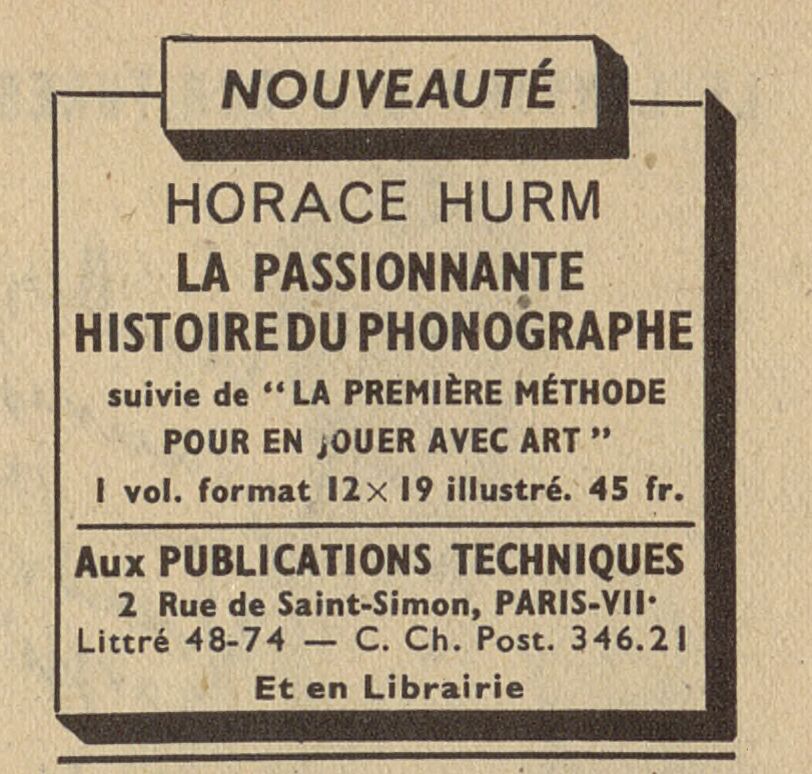 NOUVEAUTÉ
HORACE HURM
LA PASSIONNANTE
HISTOIRE DU PHONOGRAPHE
suivie de “LA PREMIÈRE MÉTHODE
POUR EN JOUER AVEC ART”
1 vol. format 12 × 19 illustré. 45 fr.
Aux PUBLICATIONS TECHNIQUES
2 Rue de Saint-Simon, PARIS-VII·
Littré 48-74 — C. Ch. Post. 346.21
Et en Librairie